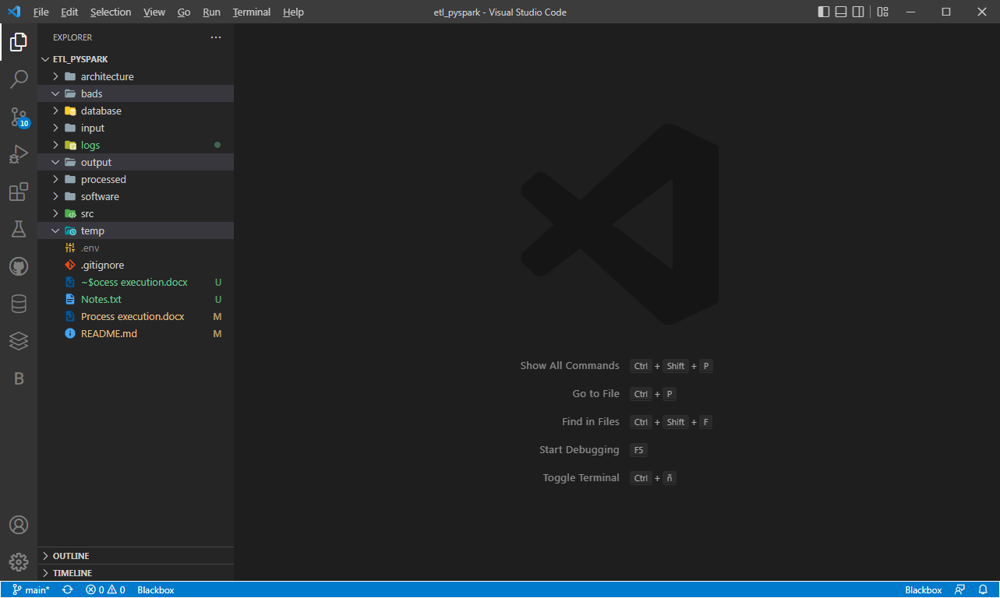 File Edit Selection View Go Run Terminal Help etl_pyspark - Visual Studio Code
EXPLORER
ETL_PYSPARK
architecture
bads
database
input
logs
output
processed
software
src
temp
.env
.gitignore
~$ocess execution.docx U
Notes.txt U
Process execution.docx M
README.md M
10
B
Show All Commands Ctrl + Shift + P
Go to File Ctrl + P
Find in Files Ctrl + Shift + F
Start Debugging F5
Toggle Terminal Ctrl + ñ
OUTLINE
TIMELINE
main* 0 0 Blackbox Blackbox